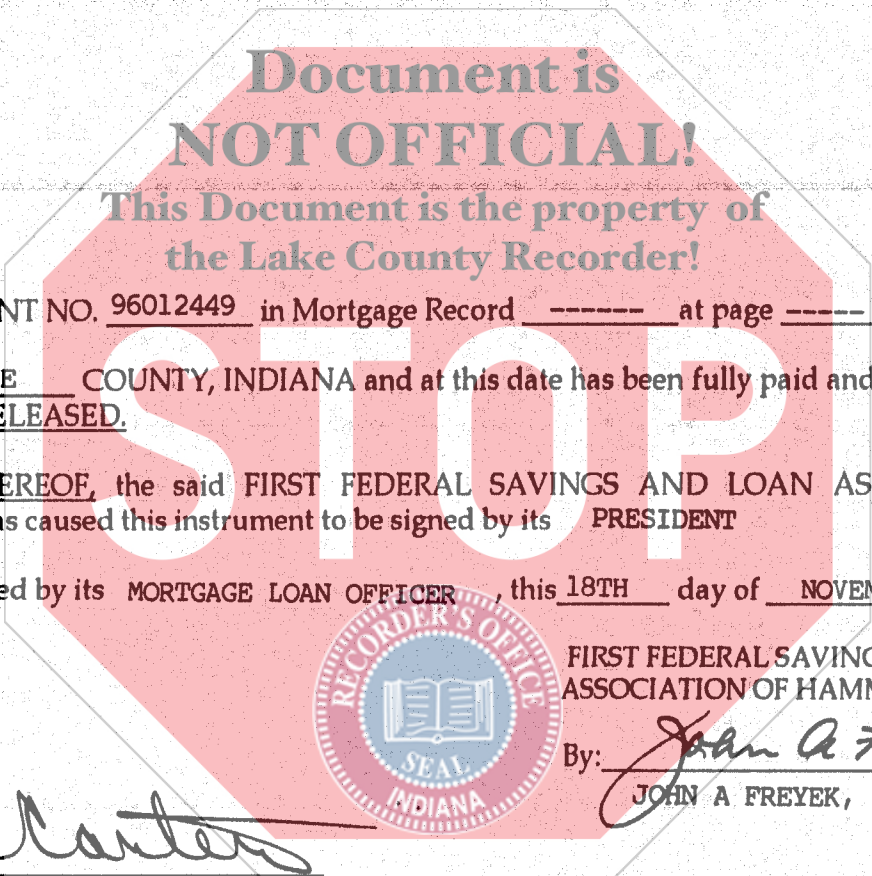 Document is
NOT OFFICIAL!
This Document is the property of
the Lake County Recorder!
NT NO. 96012449 in Mortgage Record ------ at page -----
E COUNTY, INDIANA and at this date has been fully paid and
ELEASED.
STOP
EREOF, the said FIRST FEDERAL SAVINGS AND LOAN AS
as caused this instrument to be signed by its PRESIDENT
ed by its MORTGAGE LOAN OFFICER , this 18TH day of NOVEM
RECORDER'S OFFICE
SEAL
INDIANA
FIRST FEDERAL SAVING
ASSOCIATION OF HAMM
By: John A F
JOHN A FREYEK,
Carter